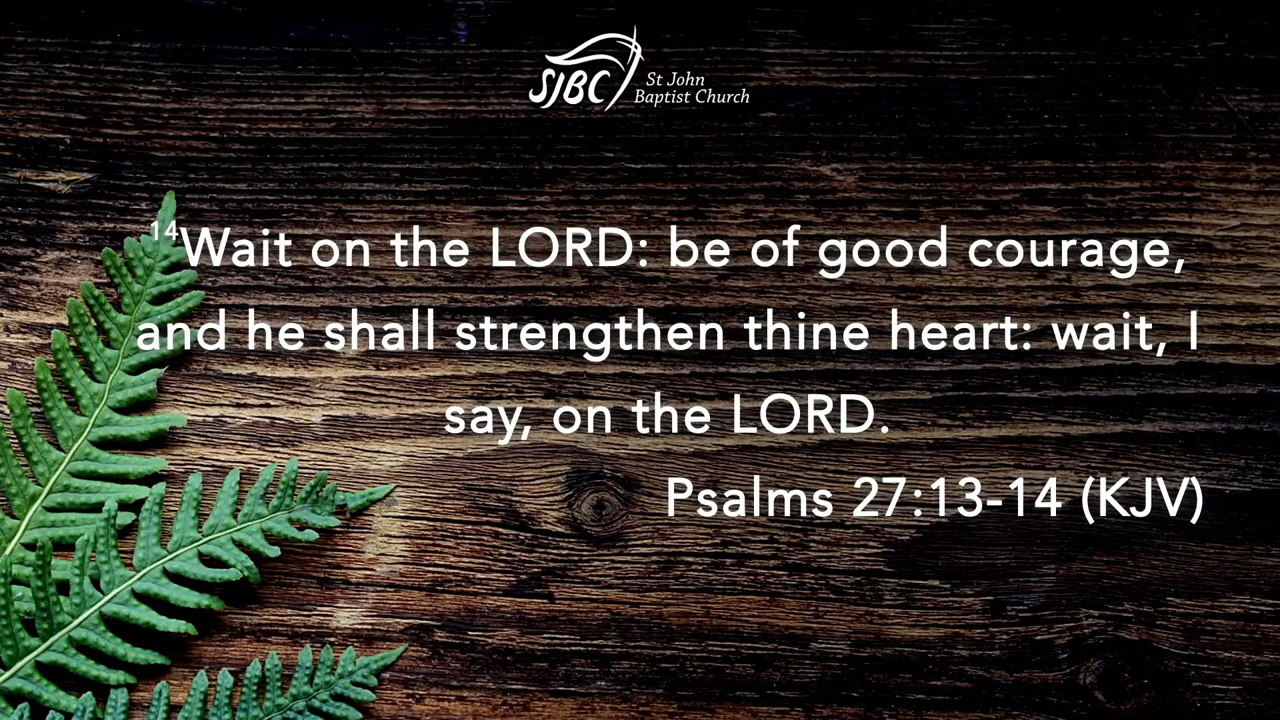 SJBC St John
Baptist Church
14Wait on the LORD: be of good courage,
and he shall strengthen thine heart: wait, I
say, on the LORD.
Psalms 27:13-14 (KJV)